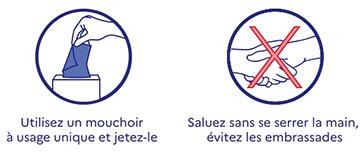 Utilisez un mouchoir
à usage unique et jetez-le
Saluez sans se serrer la main,
évitez les embrassades